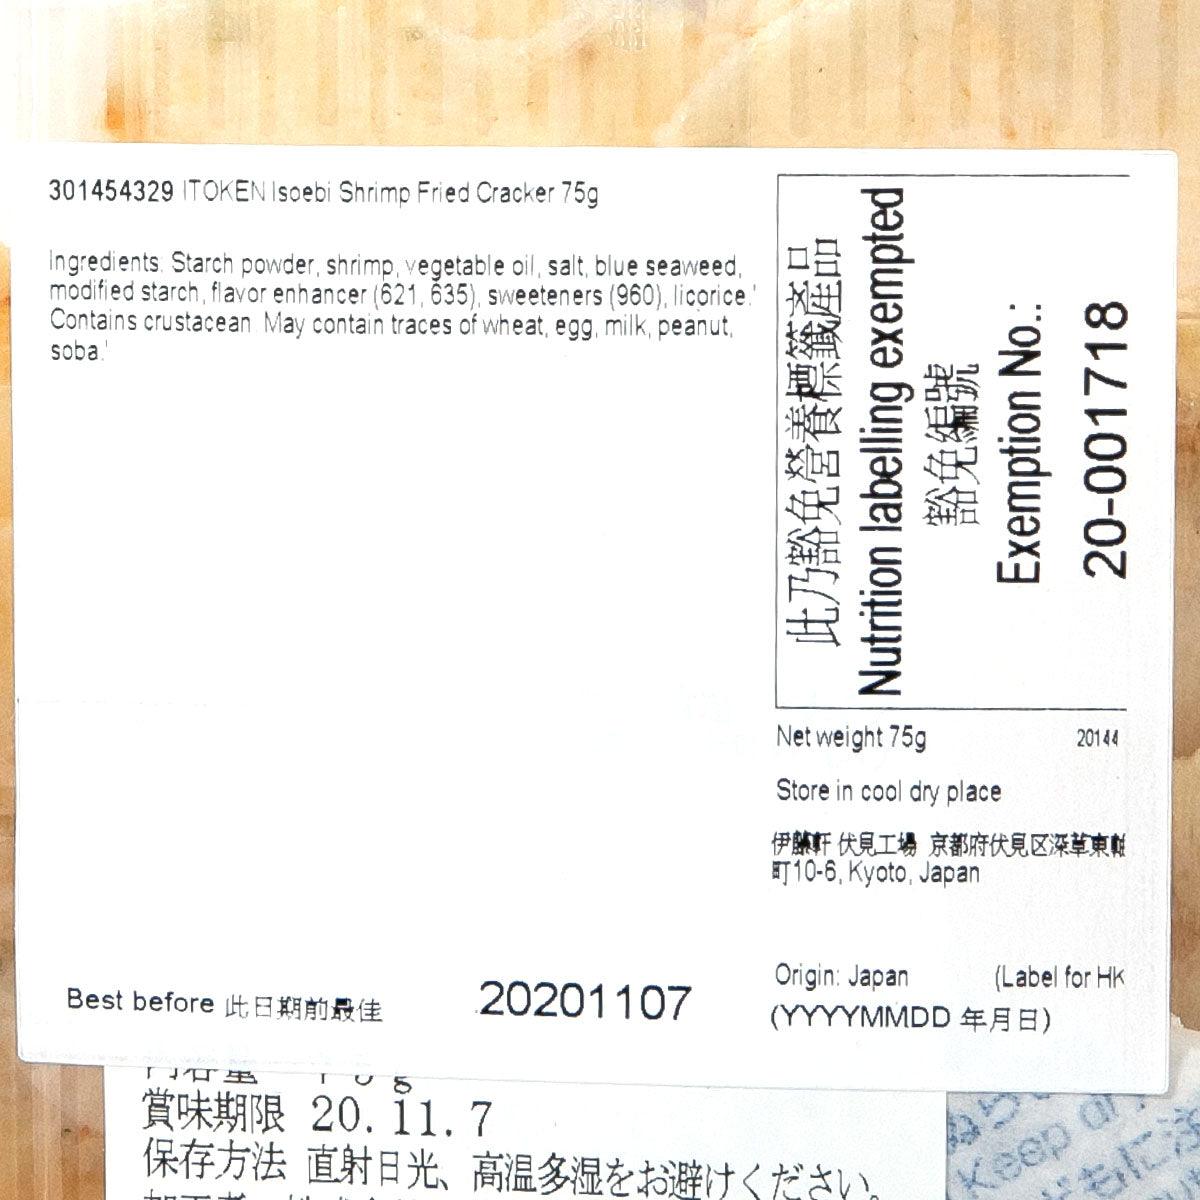 301454329 ITOKEN Isoebi Shrimp Fried Cracker 75g
Ingredients. Starch powder, shrimp, vegetable oil, salt, blue seaweed,
modified starch, flavor enhancer (621, 635), sweeteners (960), licorice.'
Contains crustacean. May contain traces of wheat, egg, milk, peanut,
soba.'
此乃豁免營養標籤產品
Nutrition labelling exempted
豁免編號
Exemption No.:
20-001718
Net weight 75g 20144
Store in cool dry place
伊藤軒 伏見工場 京都府伏見区深草東
町10-6, Kyoto, Japan
Origin: Japan (Label for HK
Best before 此日期前最佳 20201107 (YYYYMMDD 年月日)
内容量 75g
賞味期限 20.11.7
保存方法 直射日光、高温多湿をお避けください。
Keep